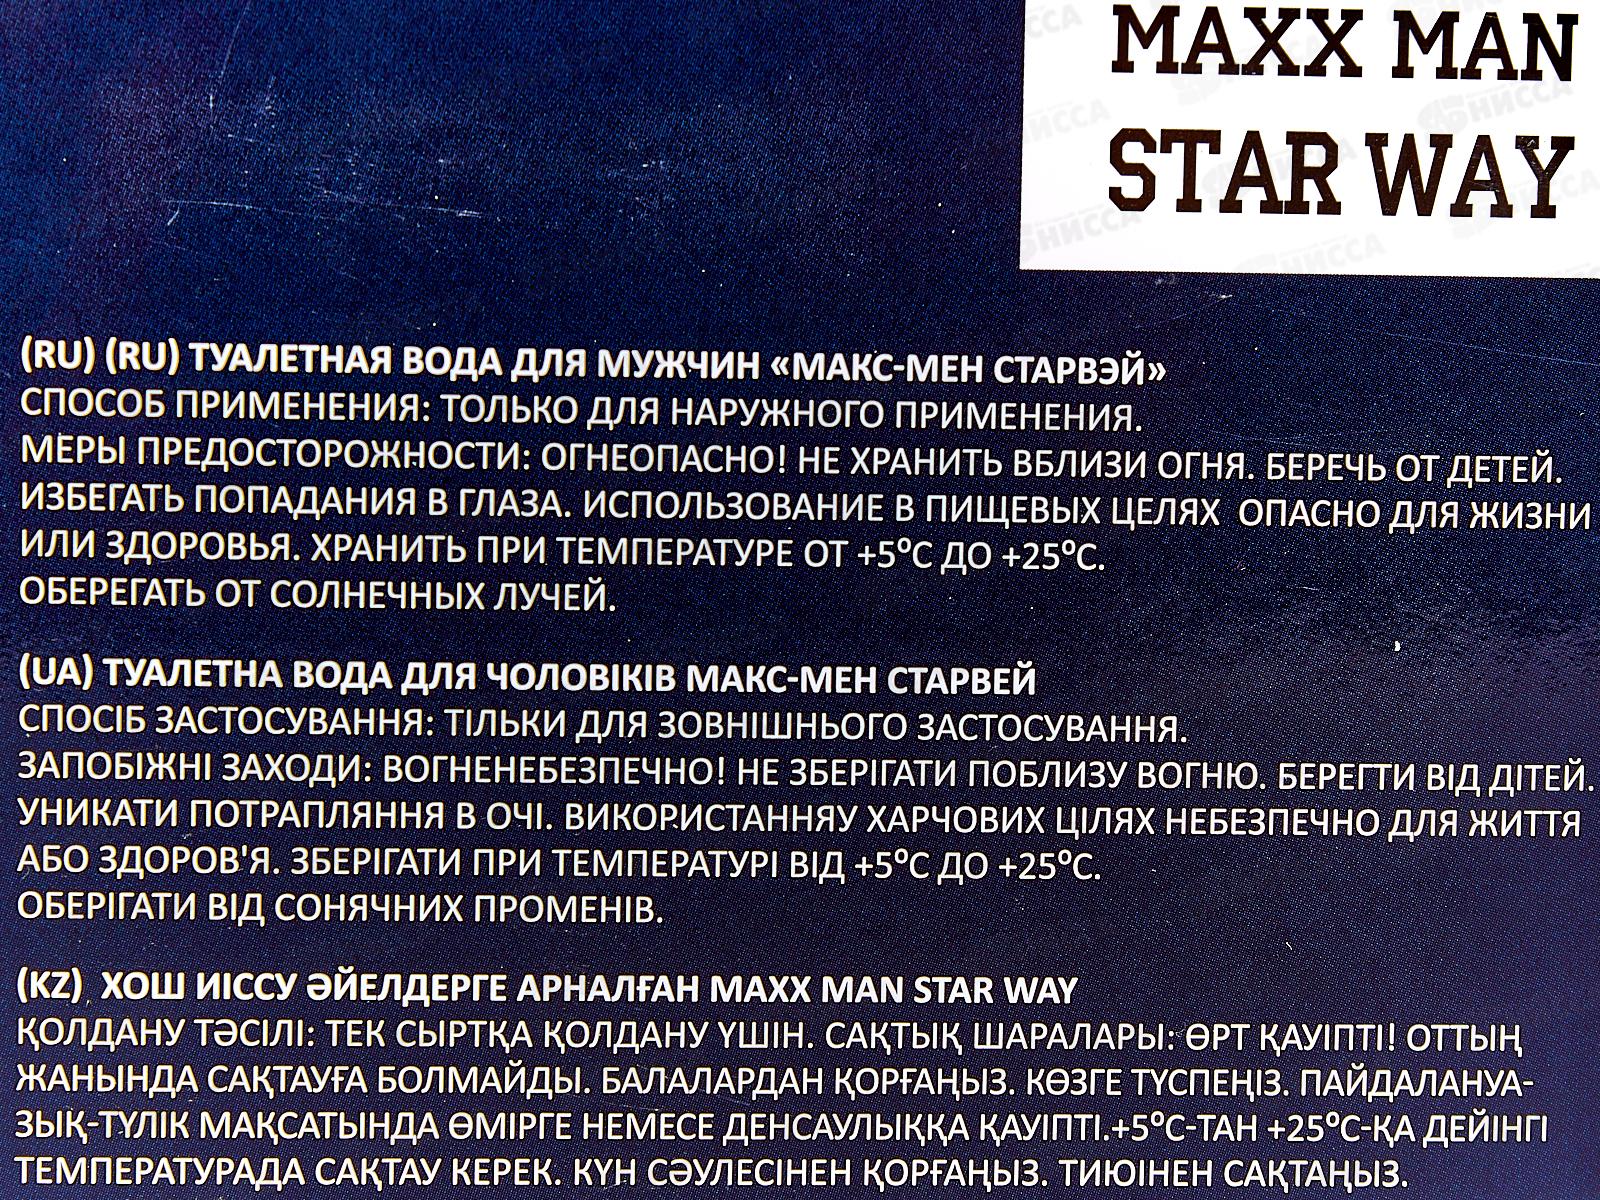 MAXX MAN
STAR WAY
(RU) (RU) ТУАЛЕТНАЯ ВОДА ДЛЯ МУЖЧИН «МАКС-МЕН СТАРВЭЙ»
СПОСОБ ПРИМЕНЕНИЯ: ТОЛЬКО ДЛЯ НАРУЖНОГО ПРИМЕНЕНИЯ.
МЕРЫ ПРЕДОСТОРОЖНОСТИ: ОГНЕОПАСНО! НЕ ХРАНИТЬ ВБЛИЗИ ОГНЯ. БЕРЕЧЬ ОТ ДЕТЕЙ.
ИЗБЕГАТЬ ПОПАДАНИЯ В ГЛАЗА. ИСПОЛЬЗОВАНИЕ В ПИЩЕВЫХ ЦЕЛЯХ ОПАСНО ДЛЯ ЖИЗНИ
ИЛИ ЗДОРОВЬЯ. ХРАНИТЬ ПРИ ТЕМПЕРАТУРЕ ОТ +5⁰С ДО +25⁰С.
ОБЕРЕГАТЬ ОТ СОЛНЕЧНЫХ ЛУЧЕЙ.
(UA) ТУАЛЕТНА ВОДА ДЛЯ ЧОЛОВІКІВ МАКС-МЕН СТАРВЕЙ
СПОСІБ ЗАСТОСУВАННЯ: ТІЛЬКИ ДЛЯ ЗОВНІШНЬОГО ЗАСТОСУВАННЯ.
ЗАПОБІЖНІ ЗАХОДИ: ВОГНЕНЕБЕЗПЕЧНО! НЕ ЗБЕРІГАТИ ПОБЛИЗУ ВОГНЮ. БЕРЕГТИ ВІД ДІТЕЙ.
УНИКАТИ ПОТРАПЛЯННЯ В ОЧІ. ВИКОРИСТАННЯУ ХАРЧОВИХ ЦІЛЯХ НЕБЕЗПЕЧНО ДЛЯ ЖИТТЯ
АБО ЗДОРОВ'Я. ЗБЕРІГАТИ ПРИ ТЕМПЕРАТУРІ ВІД +5⁰С ДО +25⁰С.
ОБЕРІГАТИ ВІД СОНЯЧНИХ ПРОМЕНІВ.
(KZ) ХОШ ИІССУ ӘЙЕЛДЕРГЕ АРНАЛҒАН MAXX MAN STAR WAY
ҚОЛДАНУ ТӘСІЛІ: ТЕК СЫРТҚА ҚОЛДАНУ ҮШІН. САҚТЫҚ ШАРАЛАРЫ: ӨРТ ҚАУІПТІ! ОТТЫҢ
ЖАНЫНДА САҚТАУҒА БОЛМАЙДЫ. БАЛАЛАРДАН ҚОРҒАҢЫЗ. КӨЗГЕ ТҮСПЕҢІЗ. ПАЙДАЛАНУА-
ЗЫҚ-ТҮЛІК МАҚСАТЫНДА ӨМІРГЕ НЕМЕСЕ ДЕНСАУЛЫҚҚА ҚАУІПТІ.+5⁰С-ТАН +25⁰С-ҚА ДЕЙІНГІ
ТЕМПЕРАТУРАДА САҚТАУ КЕРЕК. КҮН СӘУЛЕСІНЕН ҚОРҒАҢЫЗ. ТИЮІНЕН САҚТАҢЫЗ.